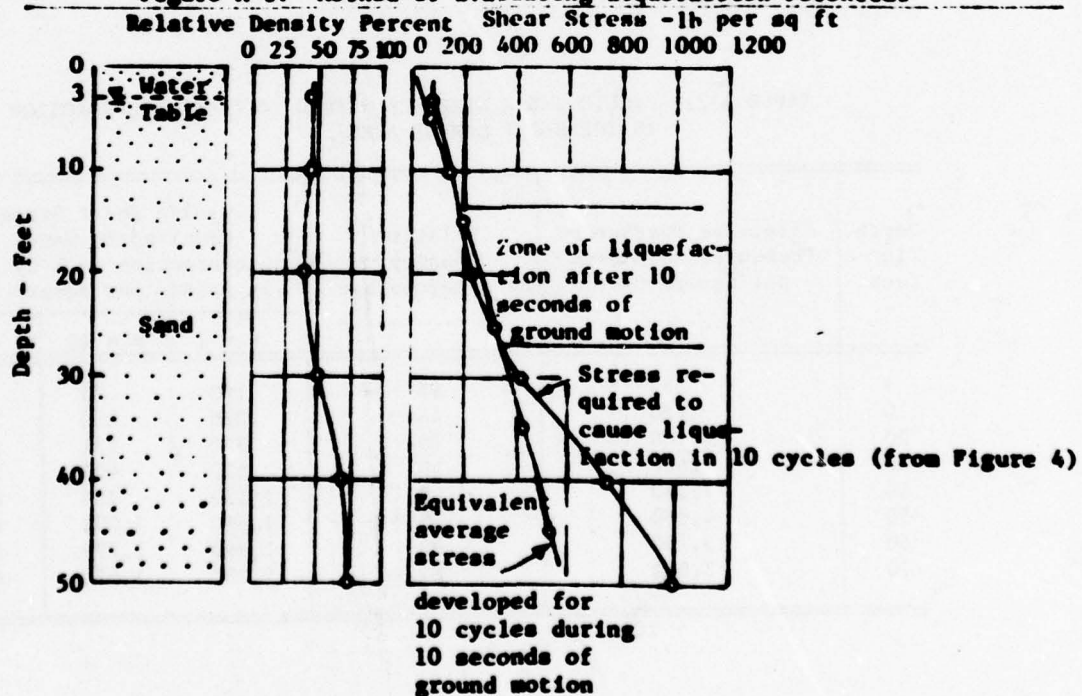 Relative Density Percent Shear Stress -lb per sq ft
0 25 50 75 100 0 200 400 600 800 1000 1200
0
3
10
20
30
40
50
Depth - Feet
Water
Table
Sand
Zone of liquefac-
tion after 10
seconds of
ground motion
Stress re-
quired to
cause lique-
faction in 10 cycles (from Figure 4)
Equivalen
average
stress
developed for
10 cycles during
10 seconds of
ground motion